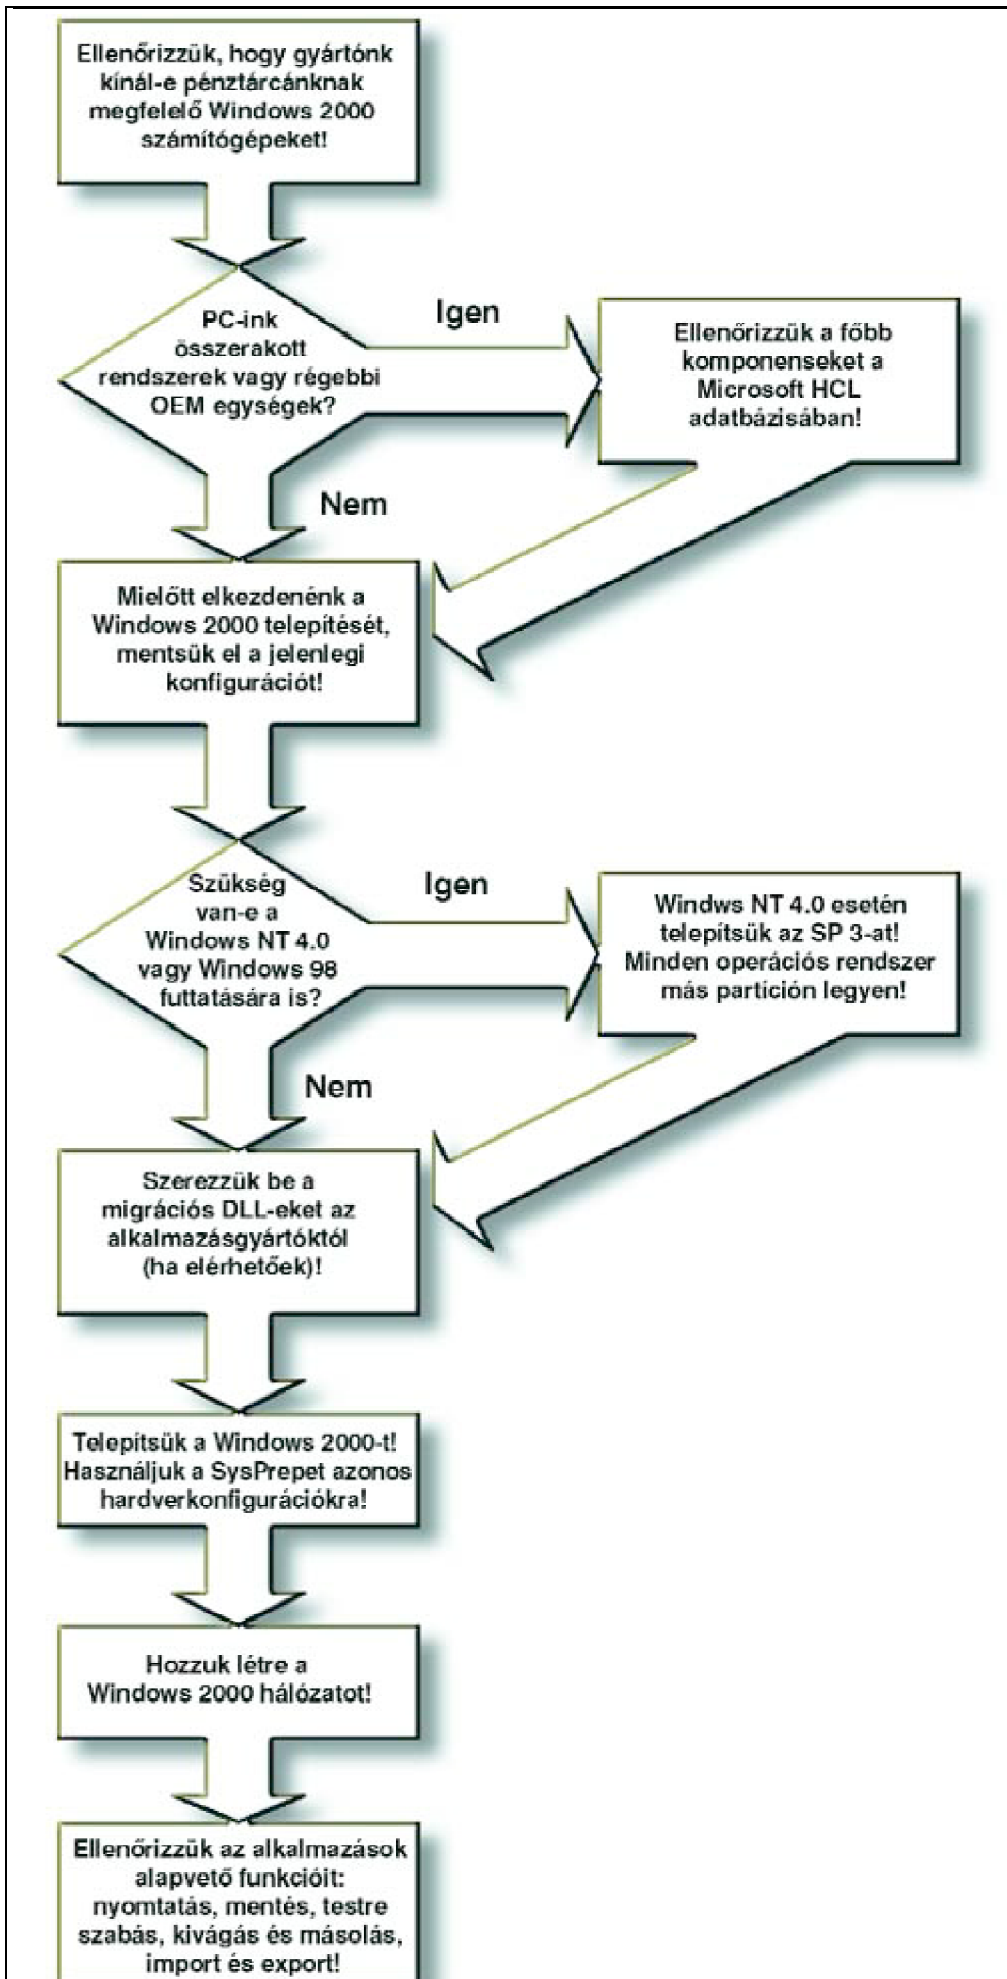 Ellenőrizzük, hogy gyártónk
kínál-e pénztárcánknak
megfelelő Windows 2000
számítógépeket!
PC-ink
összerakott
rendszerek vagy régebbi
OEM egységek?
Igen
Ellenőrizzük a főbb
komponenseket a
Microsoft HCL
adatbázisában!
Nem
Mielőtt elkezdenénk a
Windows 2000 telepítését,
mentsük el a jelenlegi
konfigurációt!
Szükség
van-e a
Windows NT 4.0
vagy Windows 98
futtatására is?
Igen
Windws NT 4.0 esetén
telepítsük az SP 3-at!
Minden operációs rendszer
más partíción legyen!
Nem
Szerezzük be a
migrációs DLL-eket az
alkalmazásgyártóktól
(ha elérhetőek)!
Telepítsük a Windows 2000-t!
Használjuk a SysPrepet azonos
hardverkonfigurációkra!
Hozzuk létre a
Windows 2000 hálózatot!
Ellenőrizzük az alkalmazások
alapvető funkcióit:
nyomtatás, mentés, testre
szabás, kivágás és másolás,
import és export!